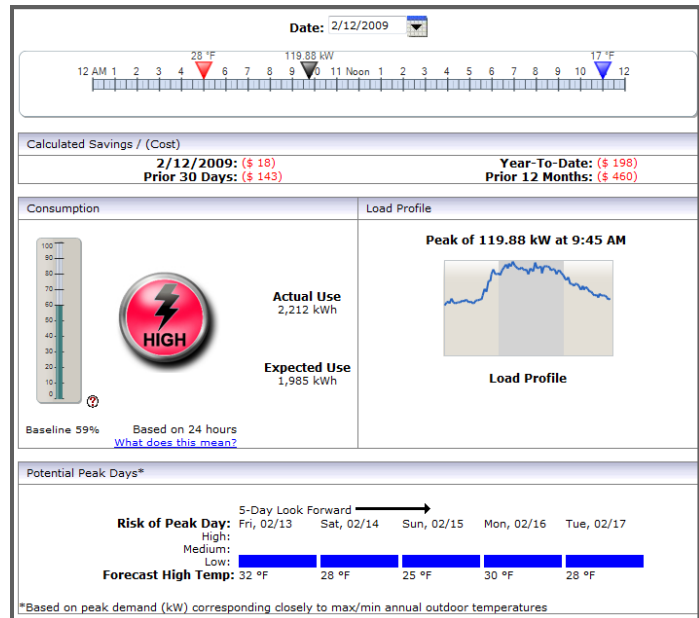 Date: 2/12/2009
28 °F 119.88 kW 17 °F
12 AM 1 2 3 4 6 7 8 9 0 11 Noon 1 2 3 4 5 6 7 8 9 10 12
Calculated Savings / (Cost)
2/12/2009: ($ 18) Year-To-Date: ($ 198)
Prior 30 Days: ($ 143) Prior 12 Months: ($ 460)
Consumption Load Profile
Peak of 119.88 kW at 9:45 AM
100
90
80
70
60
50
40
30
20
10
0
HIGH
Actual Use
2,212 kWh
Expected Use
1,985 kWh
Load Profile
?
Baseline 59% Based on 24 hours
What does this mean?
Potential Peak Days*
5-Day Look Forward
Risk of Peak Day: Fri, 02/13 Sat, 02/14 Sun, 02/15 Mon, 02/16 Tue, 02/17
High:
Medium:
Low:
Forecast High Temp: 32 °F 28 °F 25 °F 30 °F 28 °F
*Based on peak demand (kW) corresponding closely to max/min annual outdoor temperatures